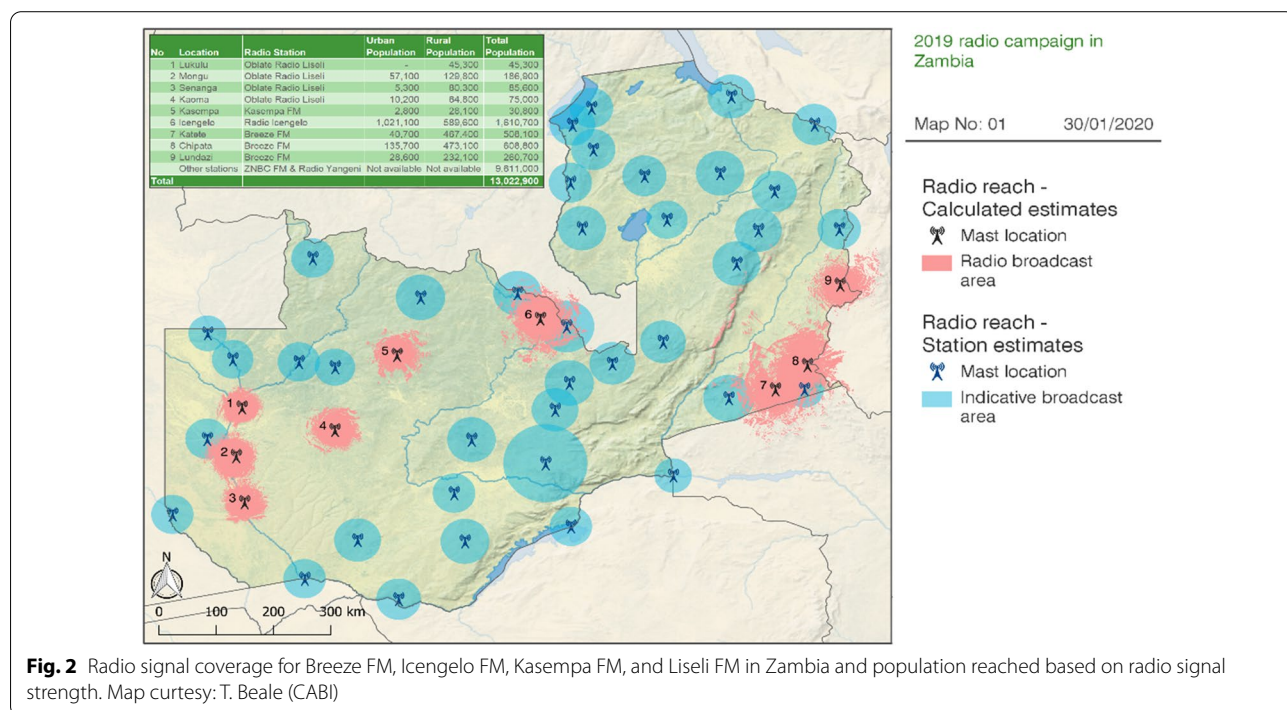 No Location Radio Station Urban Population Rural Population Total Population
1 Lukulu Oblate Radio Liseli - 45,300 45,300
2 Mongu Oblate Radio Liseli 57,100 129,800 186,900
3 Senanga Oblate Radio Liseli 5,300 80,300 85,600
4 Kaoma Oblate Radio Liseli 10,200 64,800 75,000
5 Kasempa Kasempa FM 2,800 28,100 30,800
6 Icengelo Radio Icengelo 1,021,100 589,600 1,610,700
7 Katete Breeze FM 40,700 467,400 508,100
8 Chipata Breeze FM 135,700 473,100 608,800
9 Lundazi Breeze FM 28,600 232,100 260,700
Other stations ZNBC FM & Radio Yangeni Not available Not available 9,611,000
Total 13,022,900
9
6
5
8
7
1
4
2
3
N
0 100 200 300 km
2019 radio campaign in
Zambia
Map No: 01 30/01/2020
Radio reach -
Calculated estimates
Mast location
Radio broadcast
area
Radio reach -
Station estimates
Mast location
Indicative broadcast
area
Fig. 2 Radio signal coverage for Breeze FM, Icengelo FM, Kasempa FM, and Liseli FM in Zambia and population reached based on radio signal
strength. Map curtesy: T. Beale (CABI)